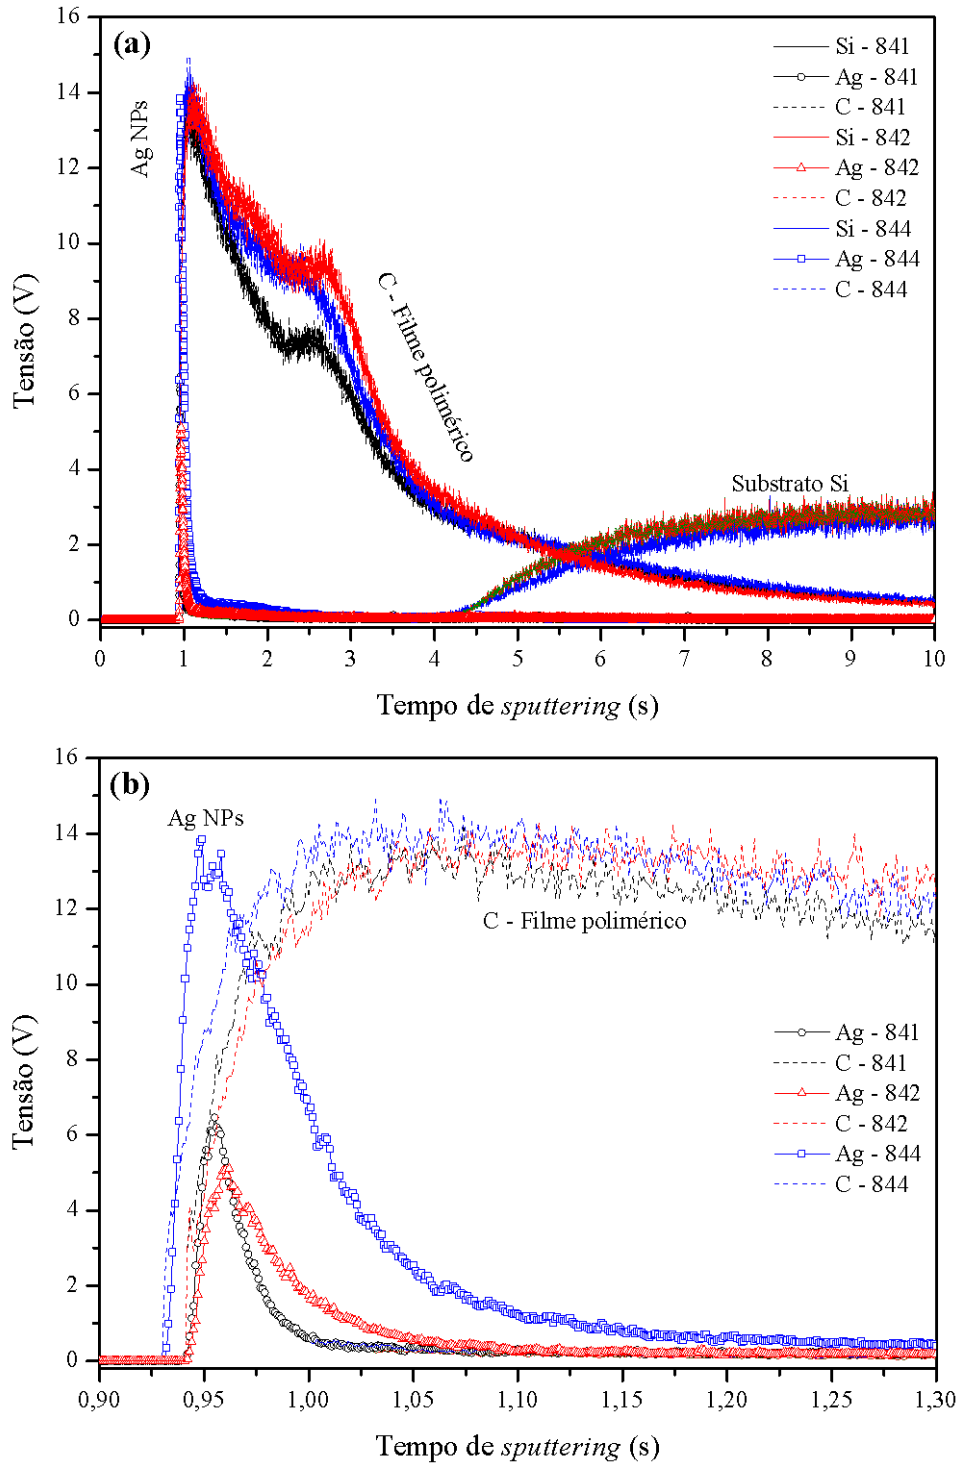 16
(a)
Si - 841
Ag - 841
C - 841
Si - 842
Ag - 842
C - 842
Si - 844
Ag - 844
C - 844
14
12
10
8
6
4
2
0
Ag NPs
C - Filme polimérico
Substrato Si
Tensão (V)
0 1 2 3 4 5 6 7 8 9 10
Tempo de sputtering (s)
16
(b)
Ag NPs
14
12
10
8
6
4
2
0
C - Filme polimérico
Ag - 841
C - 841
Ag - 842
C - 842
Ag - 844
C - 844
Tensão (V)
0,90 0,95 1,00 1,05 1,10 1,15 1,20 1,25 1,30
Tempo de sputtering (s)